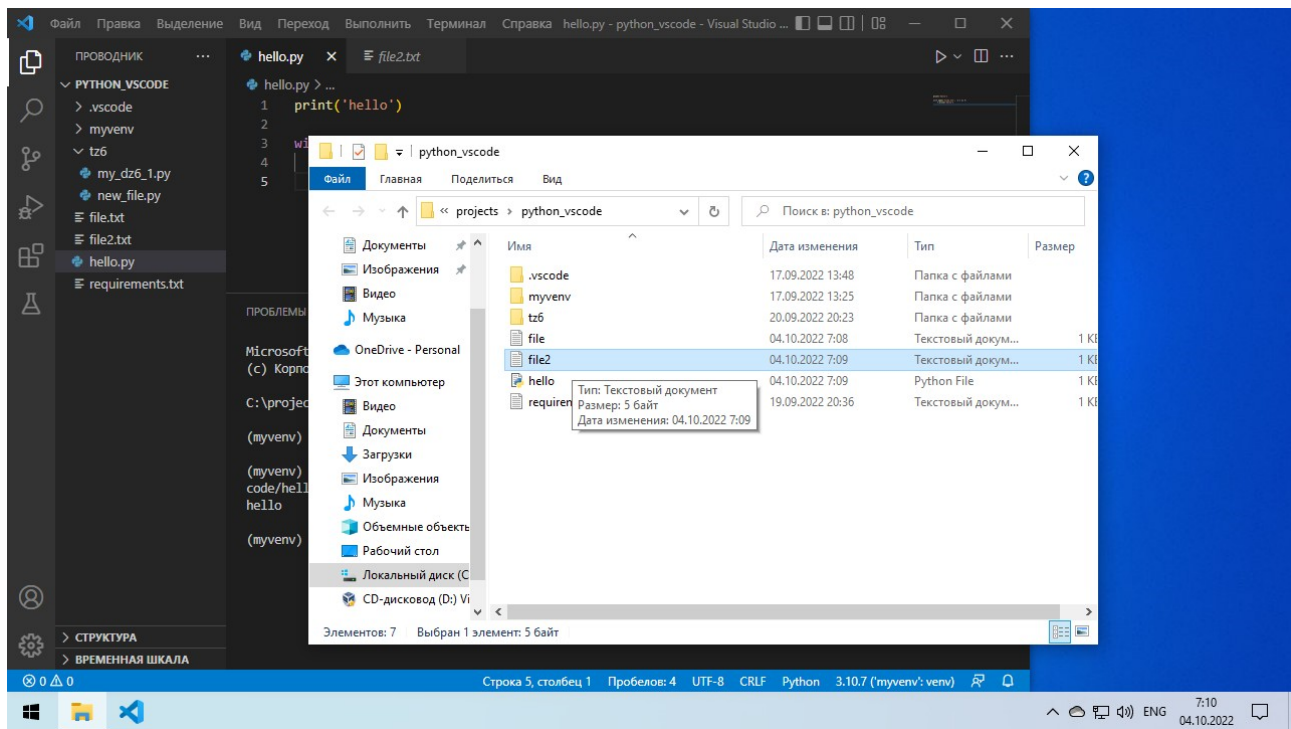 Файл Правка Выделение Вид Переход Выполнить Терминал Справка hello.py - python_vscode - Visual Studio ...
ПРОВОДНИК ...
hello.py file2.txt
PYTHON_VSCODE
.vscode
myvenv
tz6
my_dz6_1.py
new_file.py
file.txt
file2.txt
hello.py
requirements.txt
hello.py > ...
1 print('hello')
2
3 wi
4
5
ПРОБЛЕМЫ
Microsoft
(c) Корпо
C:\projec
(myvenv)
(myvenv)
code/hell
hello
(myvenv)
python_vscode
Файл Главная Поделиться Вид
« projects > python_vscode
Поиск в: python_vscode
Документы
Изображения
Видео
Музыка
OneDrive - Personal
Этот компьютер
Видео
Документы
Загрузки
Изображения
Музыка
Объемные объекты
Рабочий стол
Локальный диск (C
CD-дисковод (D:) Vi
Имя Дата изменения Тип Размер
.vscode 17.09.2022 13:48 Папка с файлами
myvenv 17.09.2022 13:25 Папка с файлами
tz6 20.09.2022 20:23 Папка с файлами
file 04.10.2022 7:08 Текстовый докум... 1 КБ
file2 04.10.2022 7:09 Текстовый докум... 1 КБ
hello 04.10.2022 7:09 Python File 1 КБ
requiren 19.09.2022 20:36 Текстовый докум... 1 КБ
Тип: Текстовый документ
Размер: 5 байт
Дата изменения: 04.10.2022 7:09
Элементов: 7 Выбран 1 элемент: 5 байт
СТРУКТУРА
ВРЕМЕННАЯ ШКАЛА
0 0 Строка 5, столбец 1 Пробелов: 4 UTF-8 CRLF Python 3.10.7 ('myvenv': venv)
ENG 7:10
04.10.2022